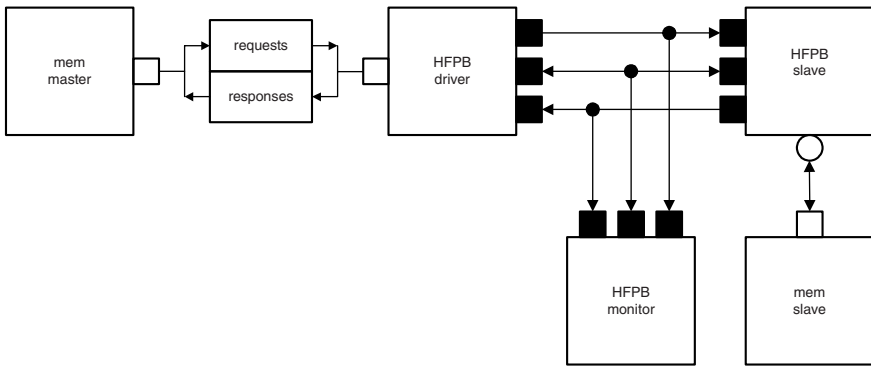 mem
master
requests
responses
HFPB
driver
HFPB
slave
HFPB
monitor
mem
slave